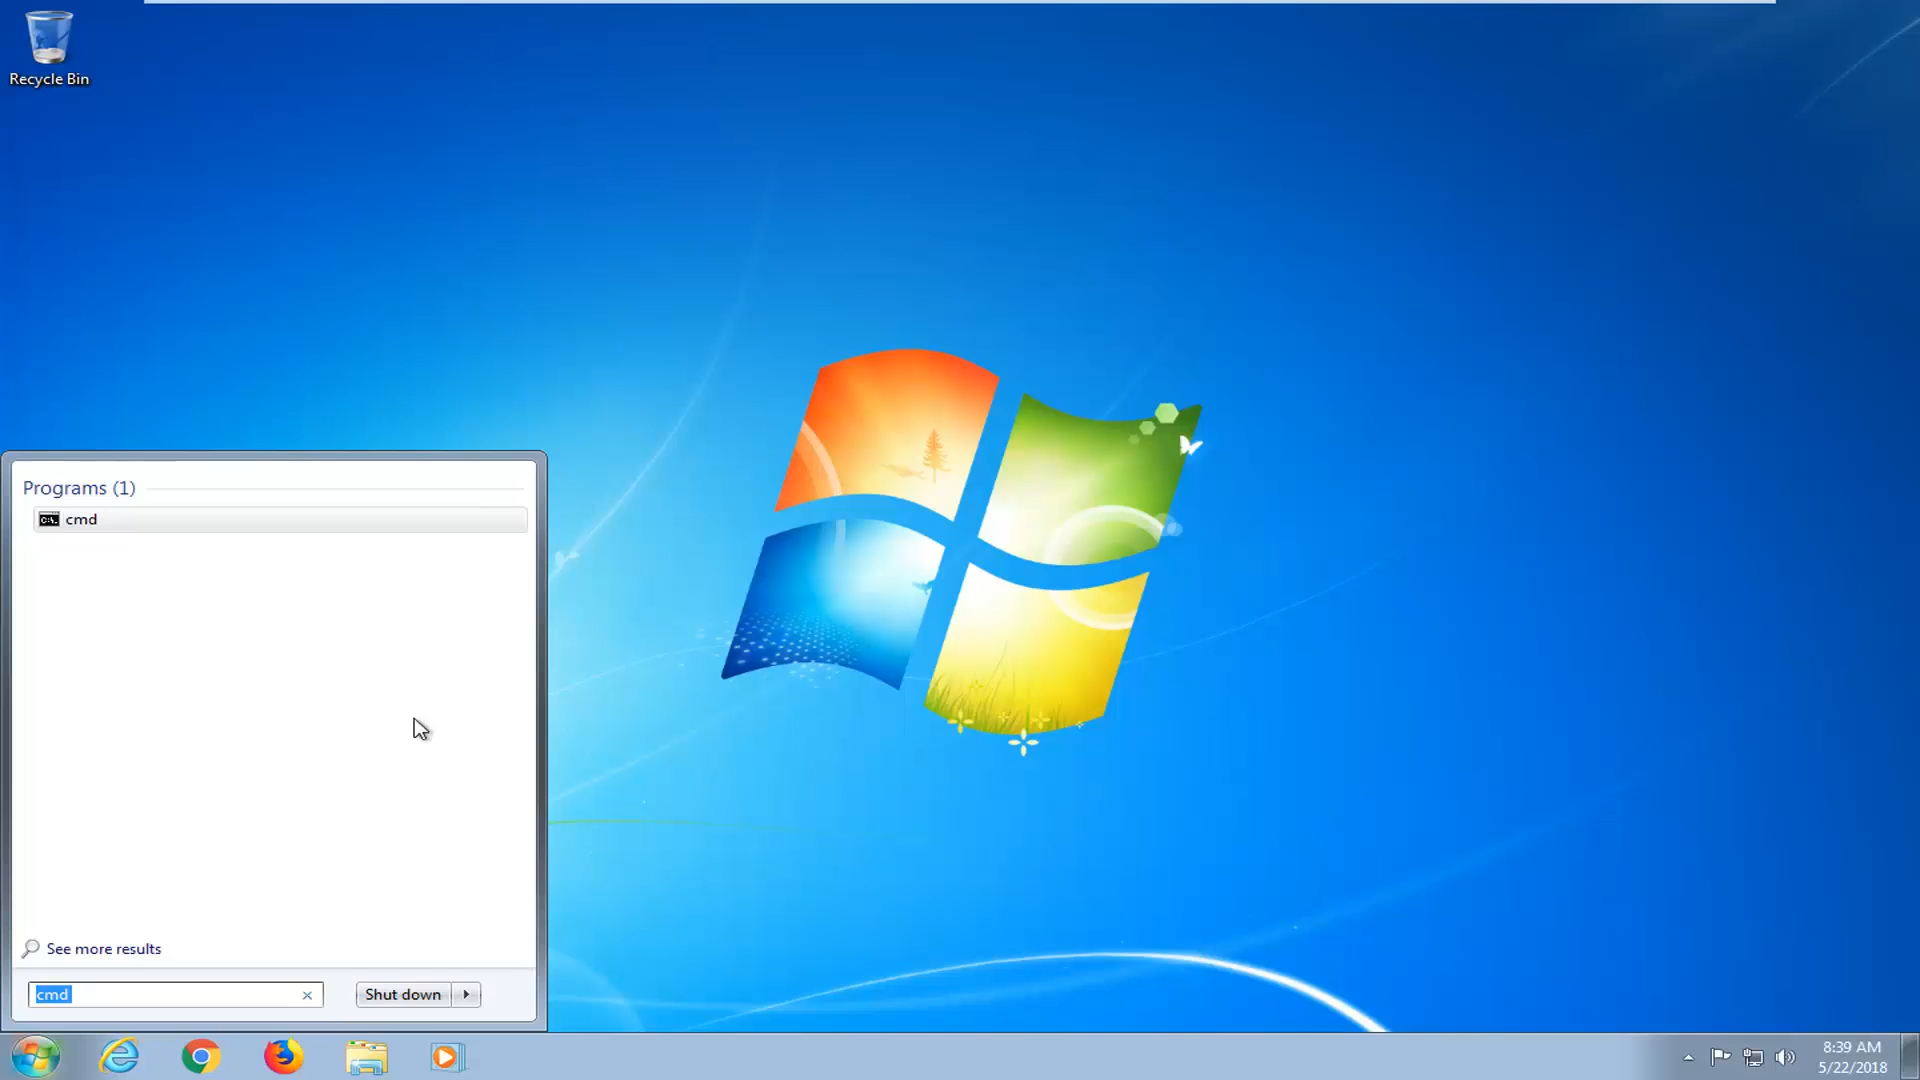 Recycle Bin
Programs (1)
C:\.
cmd
See more results
cmd
Shut down
8:39 AM
5/22/2018